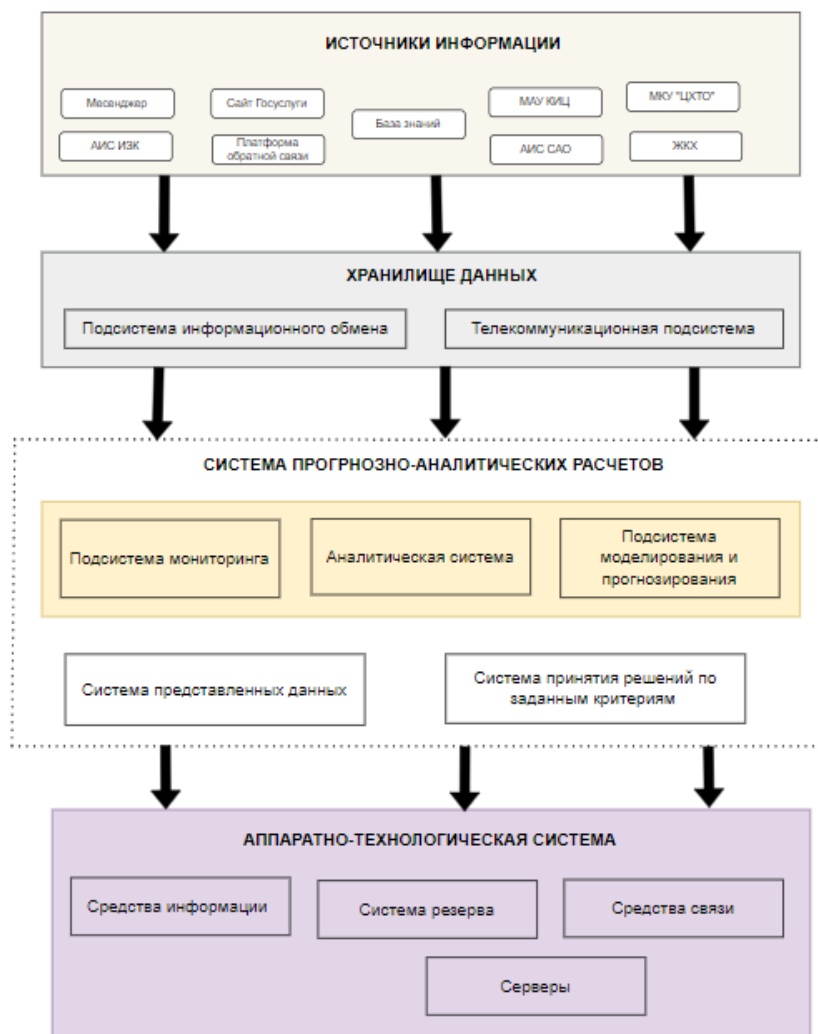 ИСТОЧНИКИ ИНФОРМАЦИИ
Месенджер
Сайт Госуслуги
База знаний
МАУ КИЦ
МКУ "ЦХТО"
АИС ИЗК
Платформа
обратной связи
АИС САО
ЖКХ
ХРАНИЛИЩЕ ДАННЫХ
Подсистема информационного обмена
Телекоммуникационная подсистема
СИСТЕМА ПРОГРНОЗНО-АНАЛИТИЧЕСКИХ РАСЧЕТОВ
Подсистема мониторинга
Аналитическая система
Подсистема
моделирования и
прогнозирования
Система представленных данных
Система принятия решений по
заданным критериям
АППАРАТНО-ТЕХНОЛОГИЧЕСКАЯ СИСТЕМА
Средства информации
Система резерва
Средства связи
Серверы